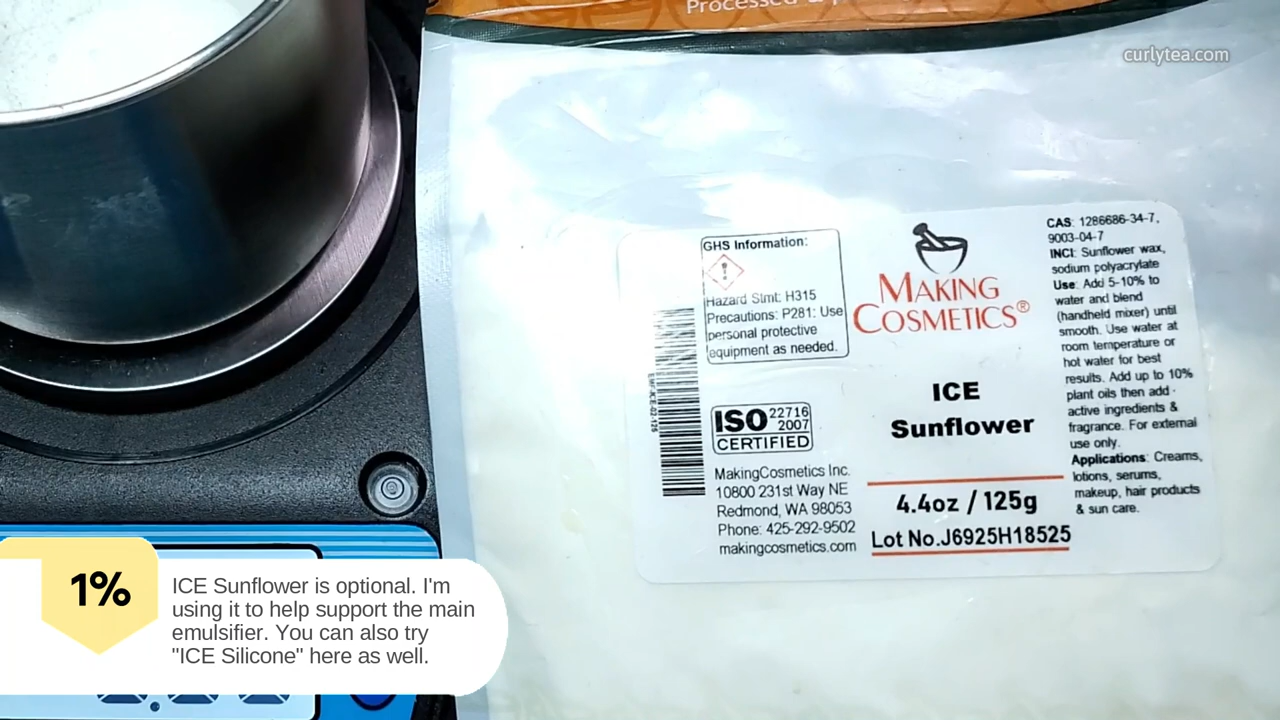 Processed &
curlytea.com
GHS Information:
Hazard Stmt: H315
Precautions: P281: Use
personal protective
equipment as needed.
ISO 22716
2007
CERTIFIED
MakingCosmetics Inc.
10800 231st Way NE
Redmond, WA 98053
Phone: 425-292-9502
makingcosmetics.com
MAKING
COSMETICS®
ICE
Sunflower
4.4oz / 125g
Lot No.J6925H18525
CAS: 1286686-34-7,
9003-04-7
INCI: Sunflower wax,
sodium polyacrylate
Use: Add 5-10% to
water and blend
(handheld mixer) until
smooth. Use water at
room temperature or
hot water for best
results. Add up to 10%
plant oils then add
active ingredients &
fragrance. For external
use only.
Applications: Creams,
lotions, serums,
makeup, hair products
& sun care.
1%
ICE Sunflower is optional. I'm
using it to help support the main
emulsifier. You can also try
"ICE Silicone" here as well.